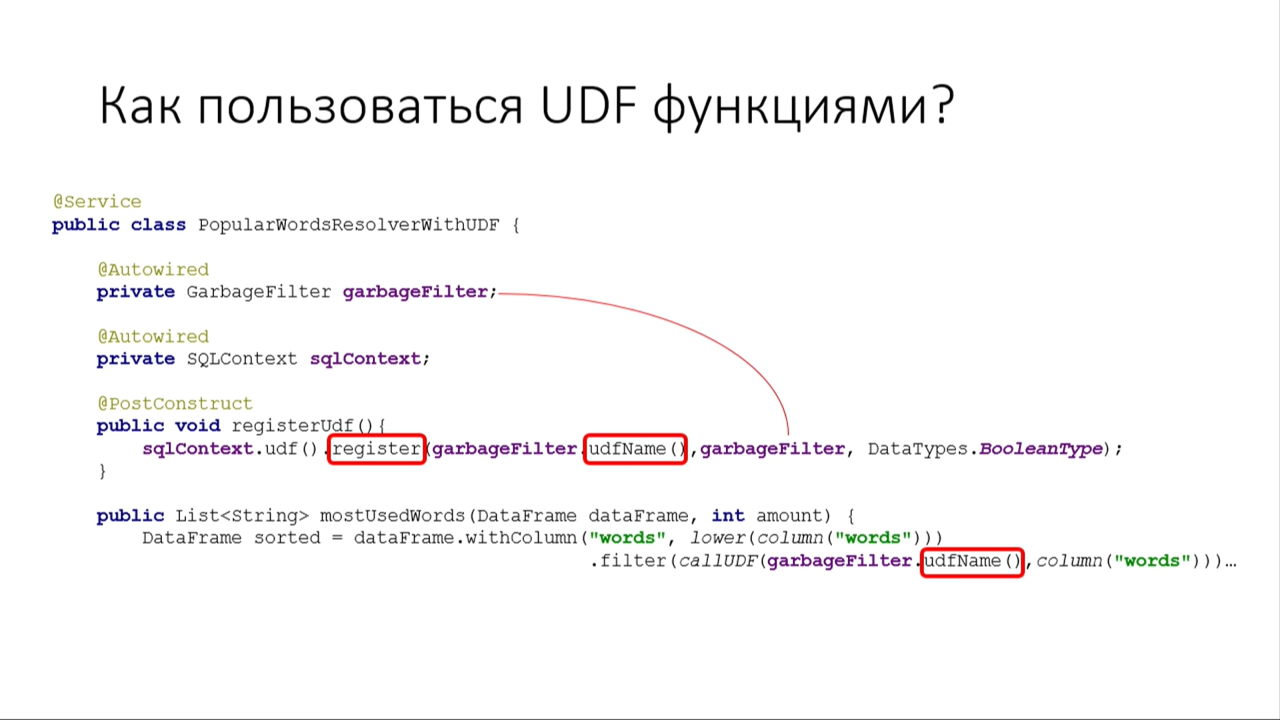 Как пользоваться UDF функциями?
@Service
public class PopularWordsResolverWithUDF {
@Autowired
private GarbageFilter garbageFilter;
@Autowired
private SQLContext sqlContext;
@PostConstruct
public void registerUdf(){
sqlContext.udf().register(garbageFilter.udfName(),garbageFilter, DataTypes.BooleanType);
}
public List<String> mostUsedWords(DataFrame dataFrame, int amount) {
DataFrame sorted = dataFrame.withColumn("words", lower(column("words")))
.filter(callUDF(garbageFilter.udfName(),column("words")))…